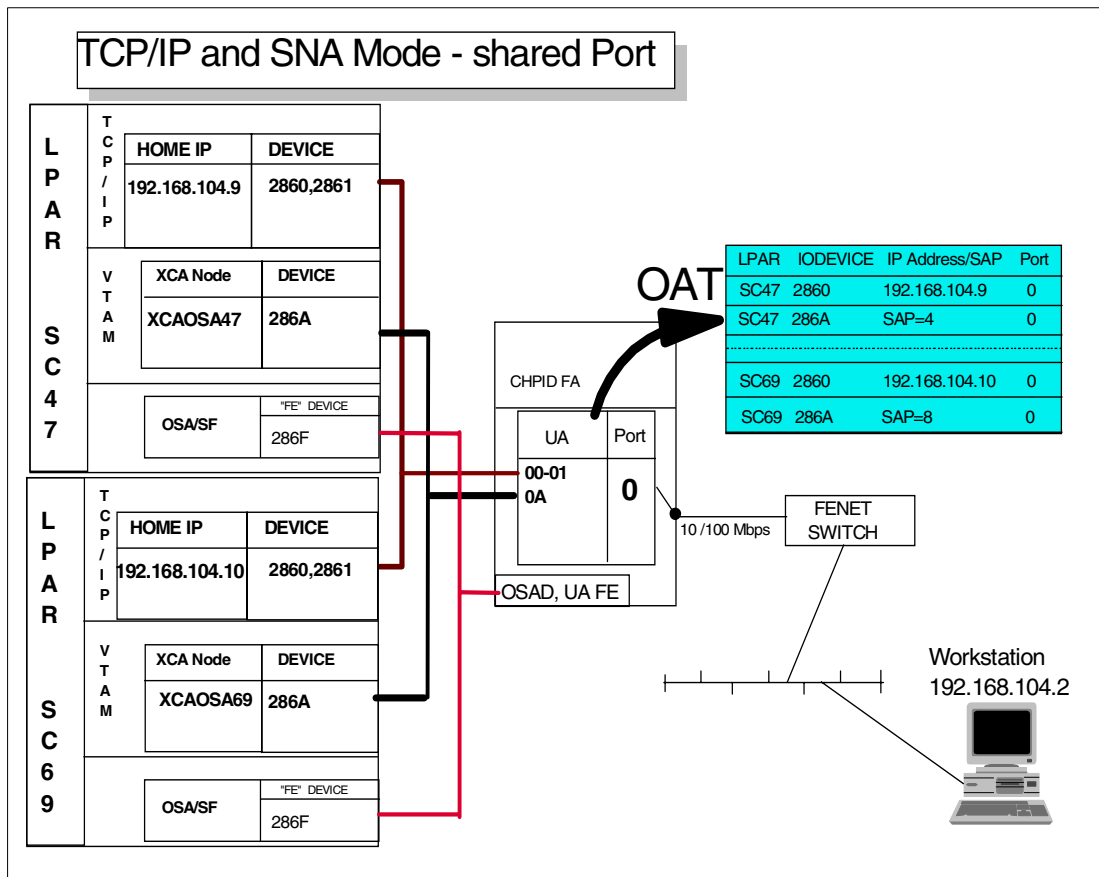 TCP/IP and SNA Mode - shared Port
LPAR SC47
TCP/IP
HOME IP DEVICE
192.168.104.9 2860,2861
VTAM
XCA Node DEVICE
XCAOSA47 286A
OSA/SF
"FE" DEVICE
286F
LPAR SC69
TCP/IP
HOME IP DEVICE
192.168.104.10 2860,2861
VTAM
XCA Node DEVICE
XCAOSA69 286A
OSA/SF
"FE" DEVICE
286F
CHPID FA
UA Port
00-01
0A
0
OSAD, UA FE
OAT
LPAR IODEVICE IP Address/SAP Port
SC47 2860 192.168.104.9 0
SC47 286A SAP=4 0
SC69 2860 192.168.104.10 0
SC69 286A SAP=8 0
10 /100 Mbps
FENET
SWITCH
Workstation
192.168.104.2